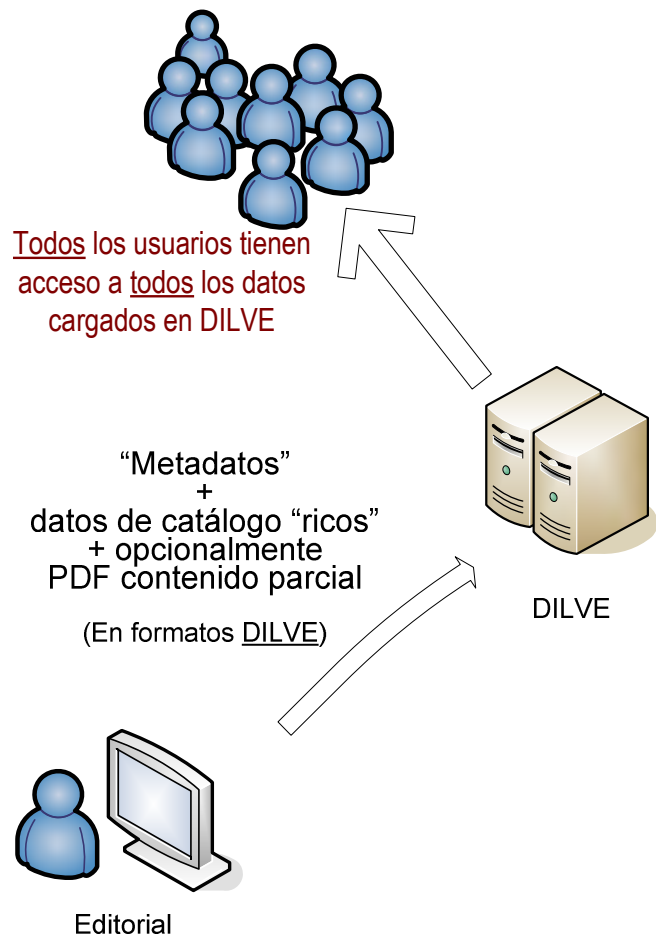 Todos los usuarios tienen
acceso a todos los datos
cargados en DILVE
“Metadatos”
+
datos de catálogo “ricos”
+ opcionalmente
PDF contenido parcial
(En formatos DILVE)
DILVE
Editorial